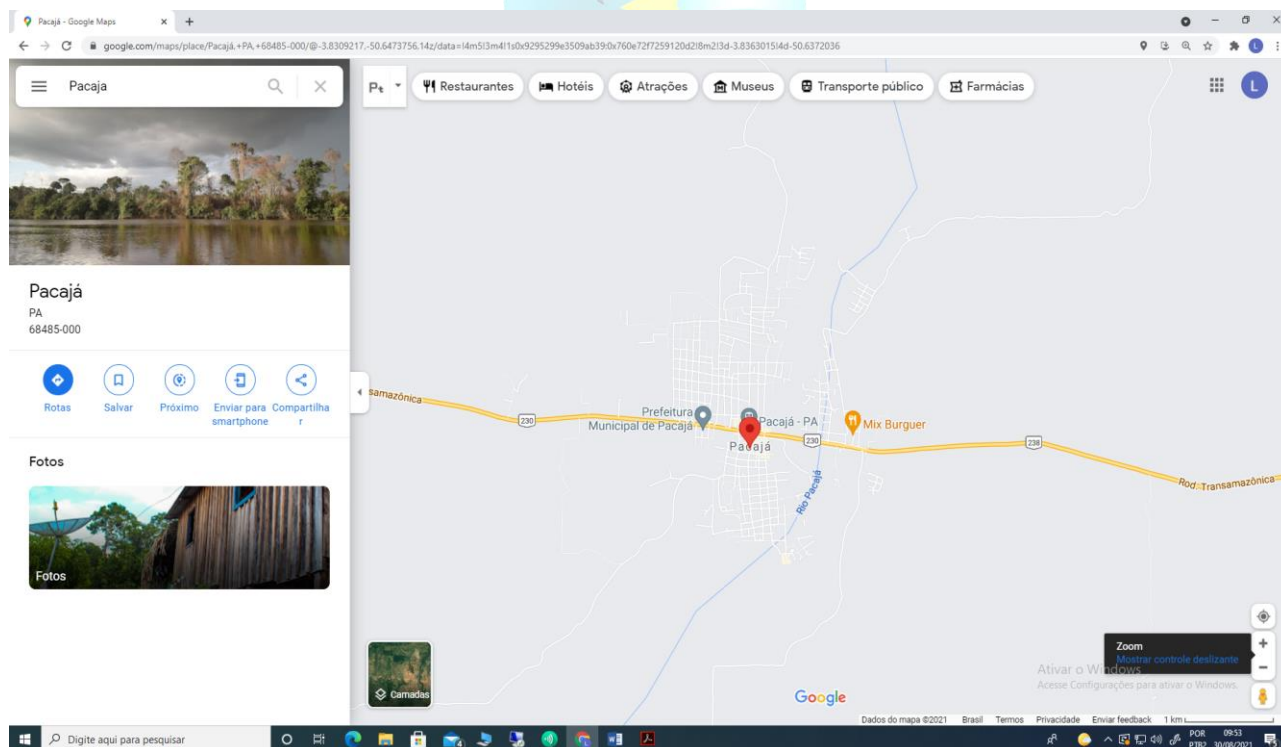 Pacajá - Google Maps
google.com/maps/place/Pacajá,+PA,+68485-000/@-3.8309217,-50.6473756,14z/data=!4m5!3m4!1s0x9295299e3509ab39:0x760e72f7259120d2!8m2!3d-3.8363015!4d-50.6372036
L
Pacaja
Restaurantes
Hotéis
Atrações
Museus
Transporte público
Farmácias
L
Pacajá
PA
68485-000
Rotas
Salvar
Próximo
Enviar para
smartphone
Compartilha
r
Fotos
Fotos
samazônica
230
Prefeitura
Municipal de Pacajá
Pacajá - PA
Pacajá
230
Mix Burguer
Rio Pacajá
Rod. Transamazônica
Camadas
Google
Zoom
Mostrar controle deslizante
Ativar o Windows
Acesse Configurações para ativar o Windows.
Dados do mapa ©2021 Brasil Termos Privacidade Enviar feedback 1 km
Digite aqui para pesquisar
POR
PTB2
09:53
30/08/2021